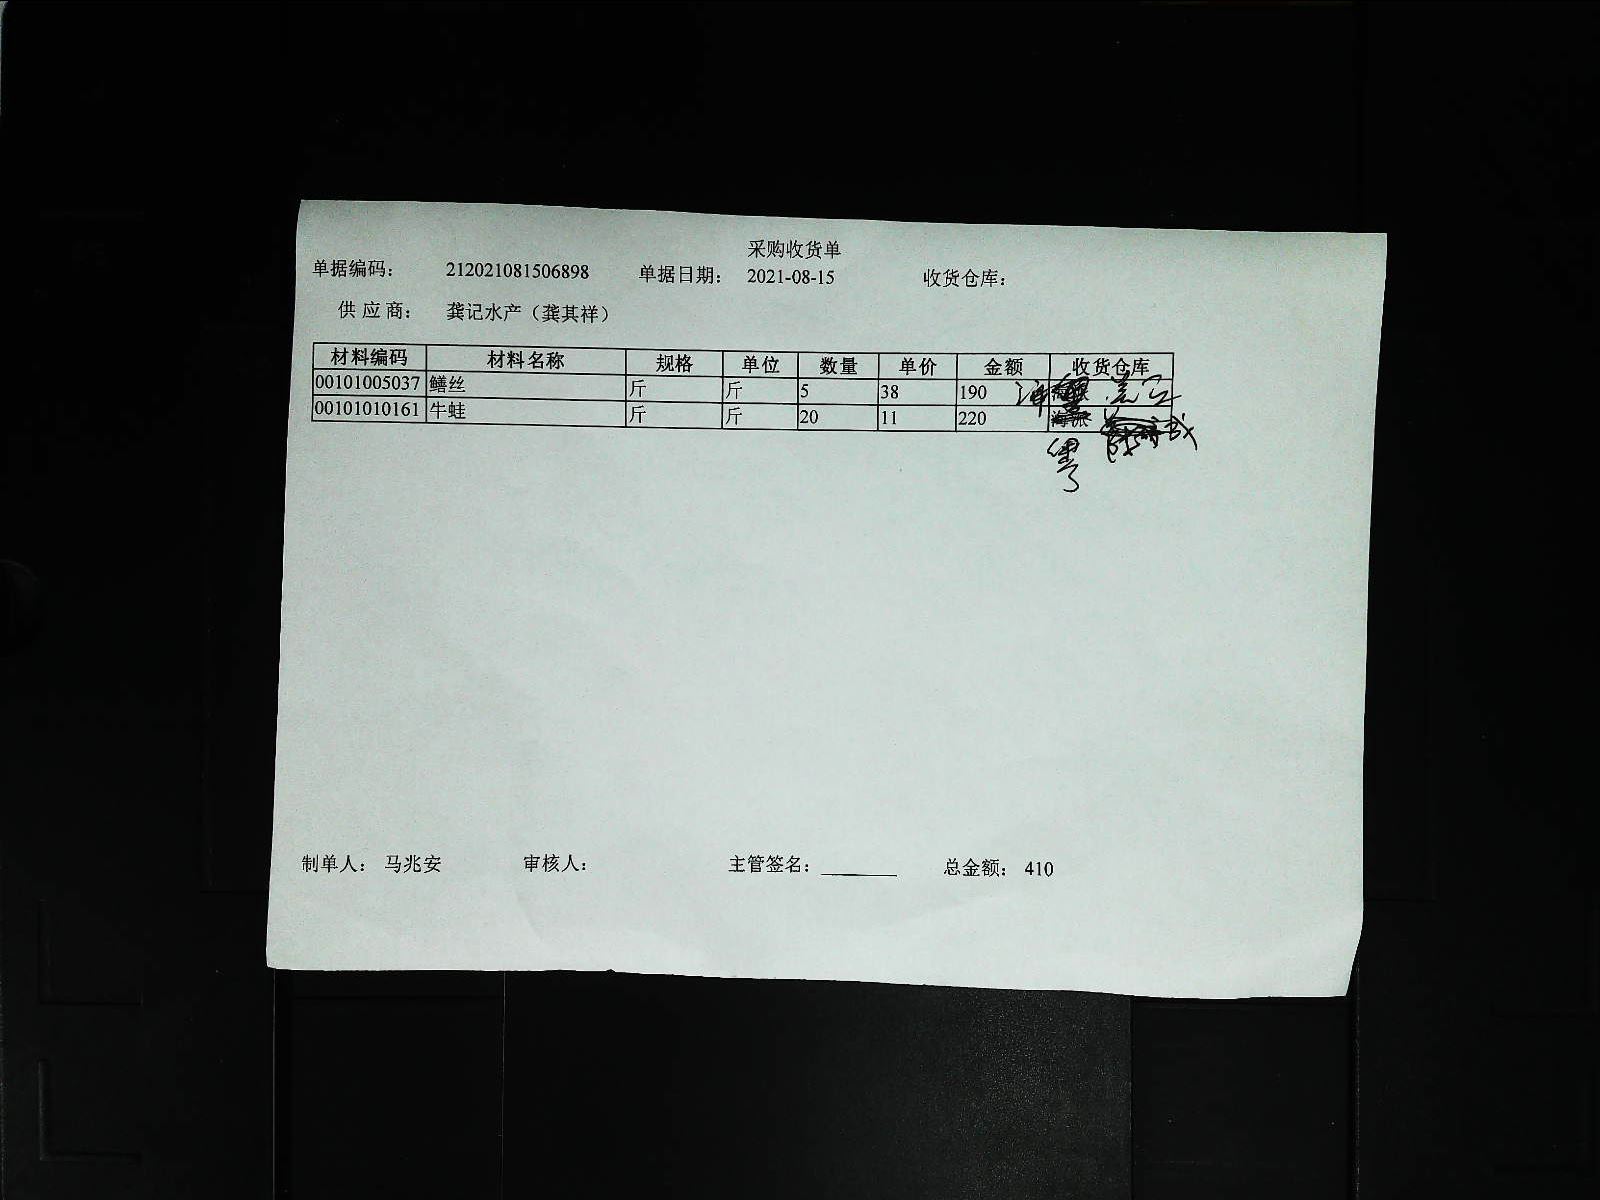 采购收货单
单据编码： 212021081506898 单据日期： 2021-08-15 收货仓库：
供 应 商： 龚记水产（龚其祥）
材料编码 材料名称 规格 单位 数量 单价 金额 收货仓库
00101005037 鳝丝 斤 斤 5 38 190
00101010161 牛蛙 斤 斤 20 11 220 海派
制单人： 马兆安 审核人： 主管签名： 总金额： 410